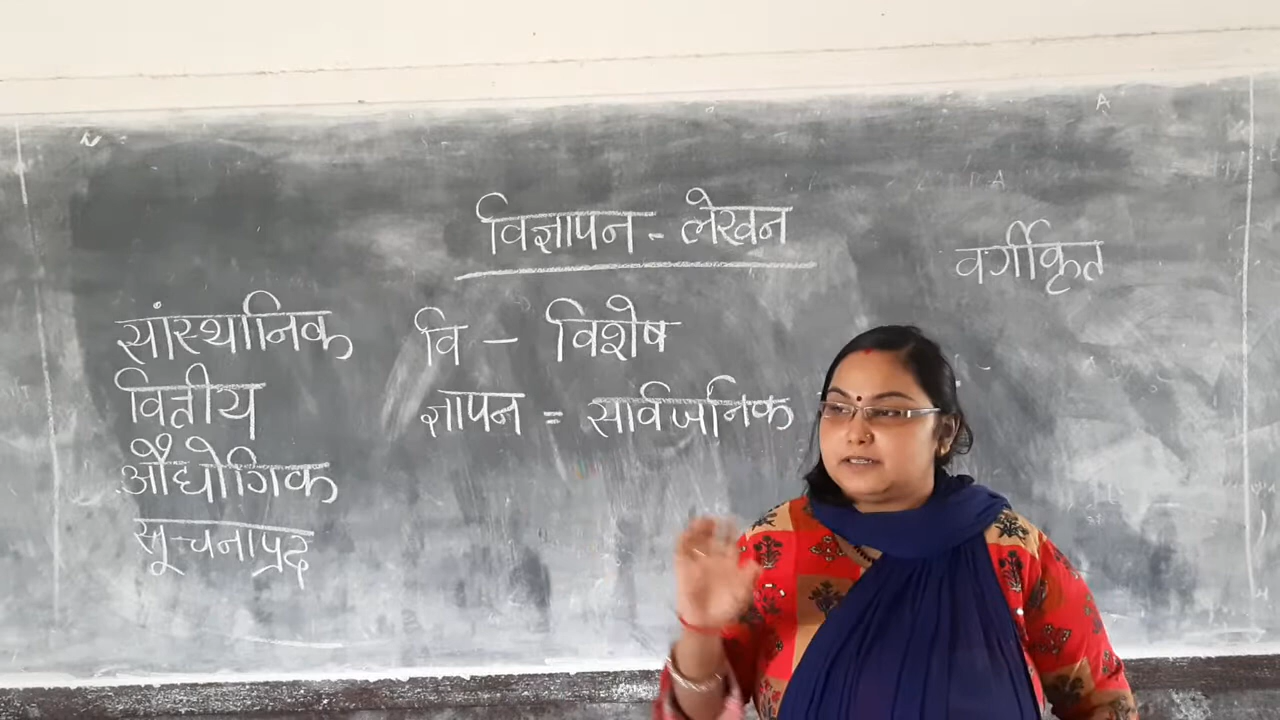 विज्ञापन - लेखन
वर्गीकृत
सांस्थानिक
वित्तीय
औद्योगिक
सूचनाप्रद
वि - विशेष
ज्ञापन = सार्वजनिक
N
A
A